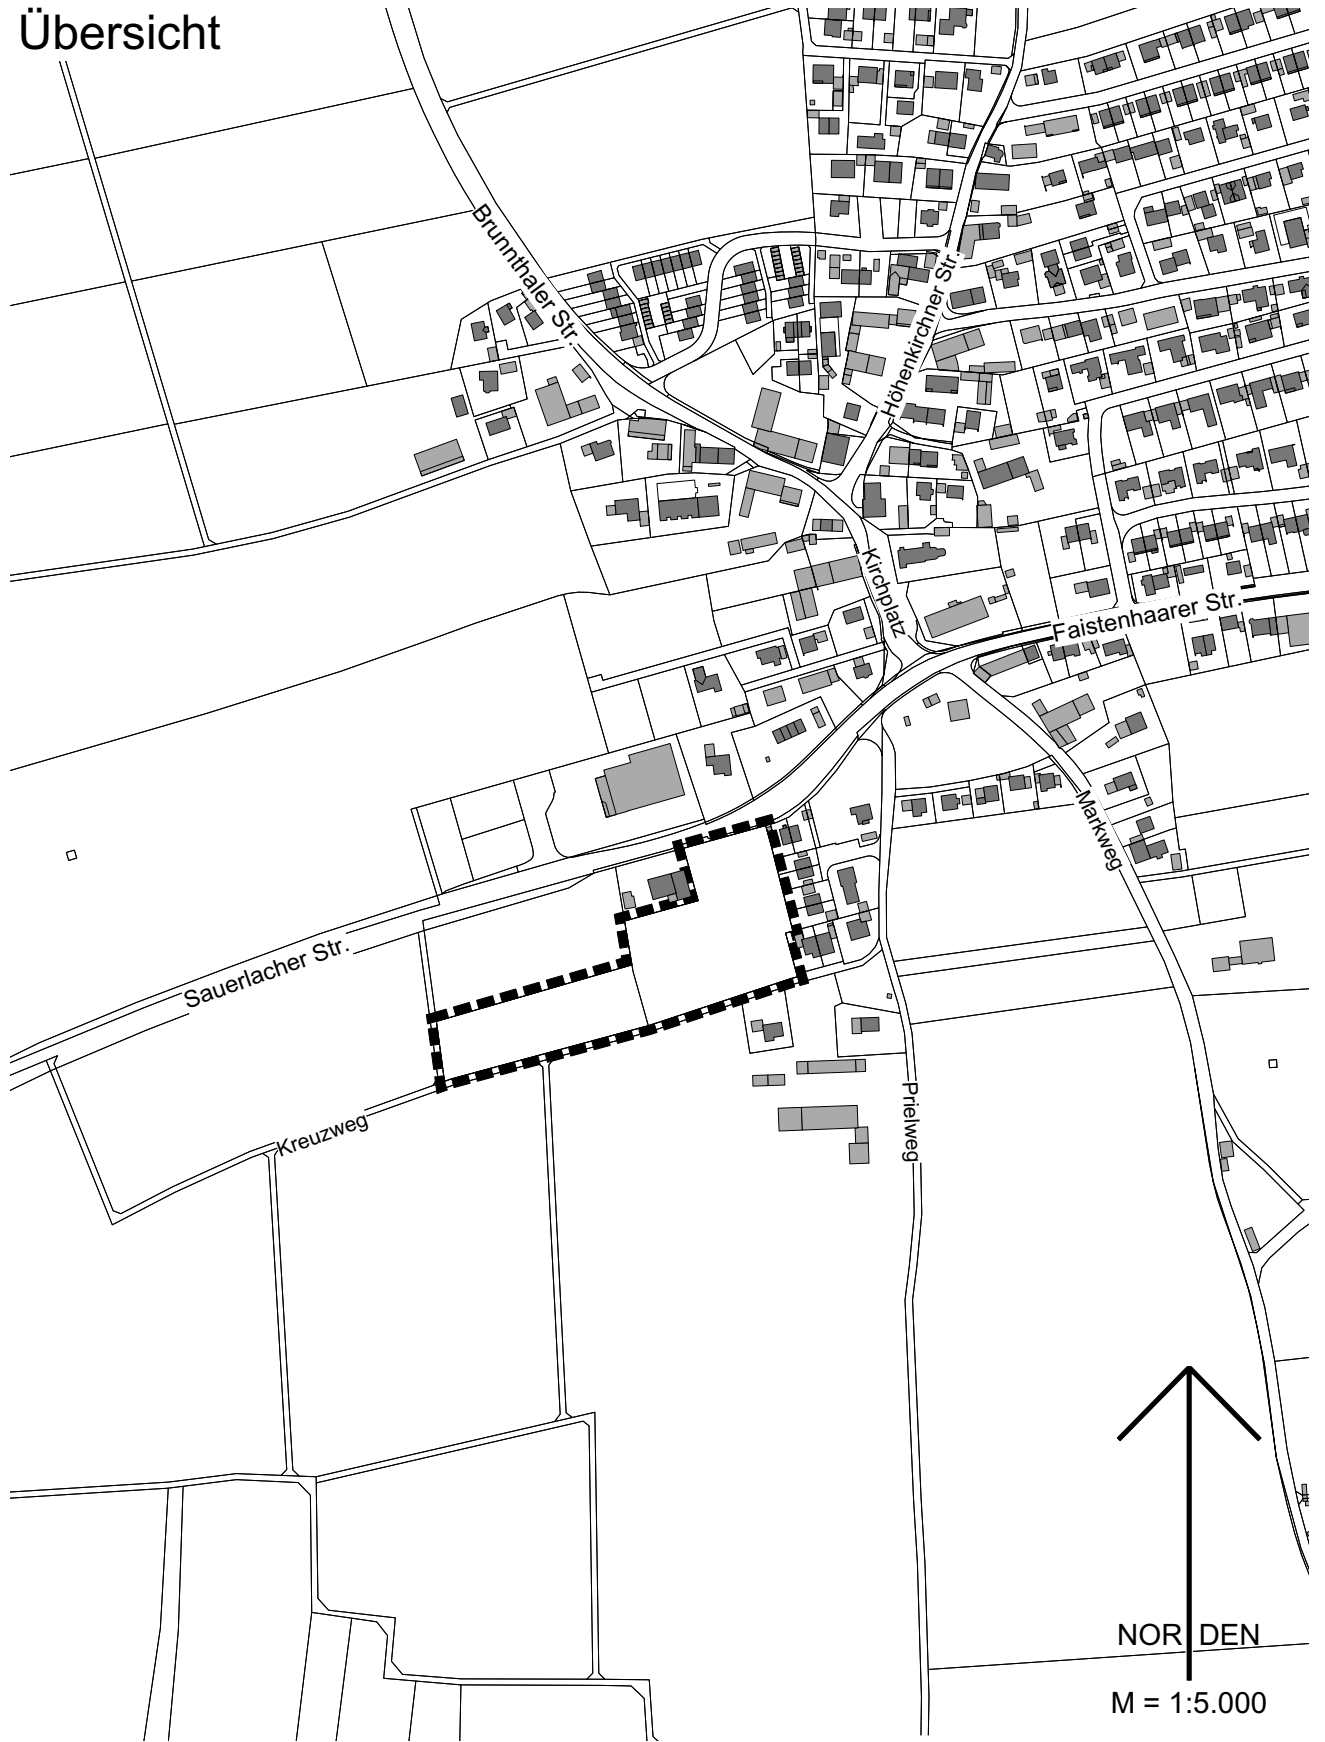 Übersicht
Brunnthaler Str.
Höhenkirchner Str.
Kirchplatz
Faistenhaarer Str.
Markweg
Sauerlacher Str.
Kreuzweg
Prielweg
NORDEN
M = 1:5.000